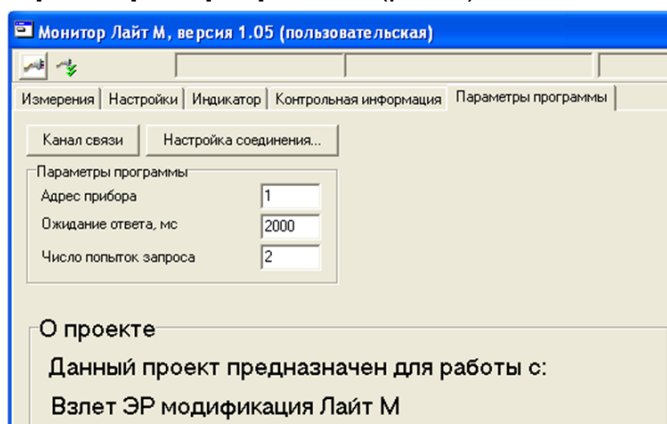 Монитор Лайт М, версия 1.05 (пользовательская)
Измерения Настройки Индикатор Контрольная информация Параметры программы
Канал связи Настройка соединения...
Параметры программы
Адрес прибора 1
Ожидание ответа, мс 2000
Число попыток запроса 2
О проекте
Данный проект предназначен для работы с:
Взлет ЭР модификация Лайт М